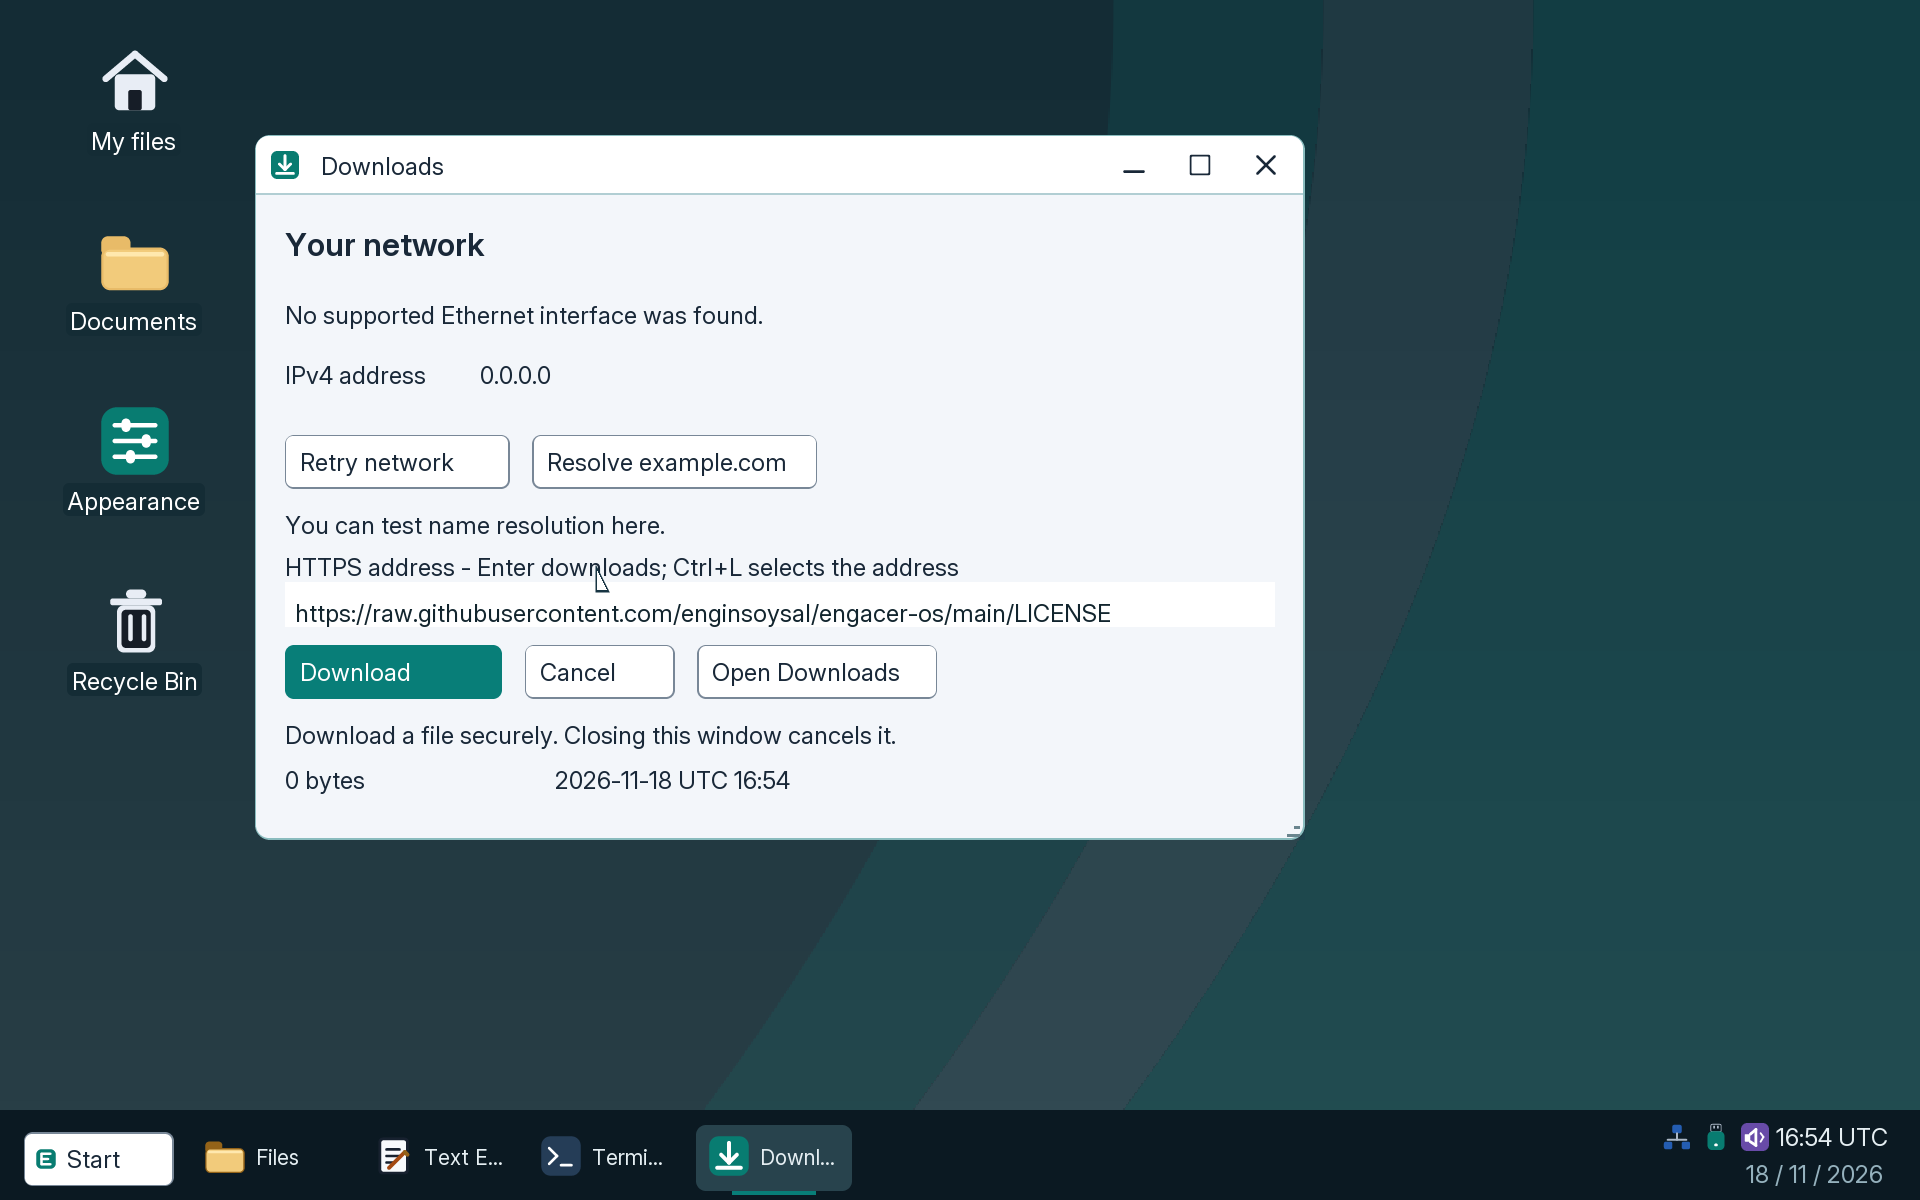 My files
Documents
Appearance
Recycle Bin
Downloads
Your network
No supported Ethernet interface was found.
IPv4 address 0.0.0.0
Retry network Resolve example.com
You can test name resolution here.
HTTPS address - Enter downloads; Ctrl+L selects the address
https://raw.githubusercontent.com/enginsoysal/engacer-os/main/LICENSE
Download Cancel Open Downloads
Download a file securely. Closing this window cancels it.
0 bytes 2026-11-18 UTC 16:54
E Start Files Text E... Termi... Downl... 16:54 UTC
18 / 11 / 2026